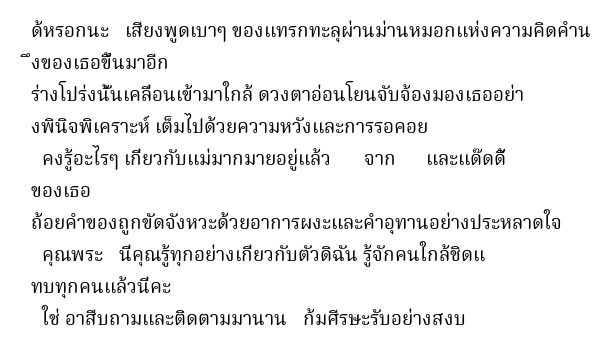 ด้หรอกนะ   เสียงพูดเบาๆ ของแทรกทะลุผ่านม่านหมอกแห่งความคิดคำน
ึงของเธอขึ้นมาอีก
ร่างโปร่งนั้นเคลื่อนเข้ามาใกล้ ดวงตาอ่อนโยนจับจ้องมองเธออย่า
งพินิจพิเคราะห์ เต็มไปด้วยความหวังและการรอคอย
คงรู้อะไรๆ เกี่ยวกับแม่มากมายอยู่แล้ว      จาก      และแด๊ดดี้
ของเธอ
ถ้อยคำของถูกขัดจังหวะด้วยอาการผงะและคำอุทานอย่างประหลาดใจ
คุณพระ   นี่คุณรู้ทุกอย่างเกี่ยวกับตัวดิฉัน รู้จักคนใกล้ชิดแ
ทบทุกคนแล้วนี่คะ
ใช่ อาสืบถามและติดตามมานาน   ก้มศีรษะรับอย่างสงบ